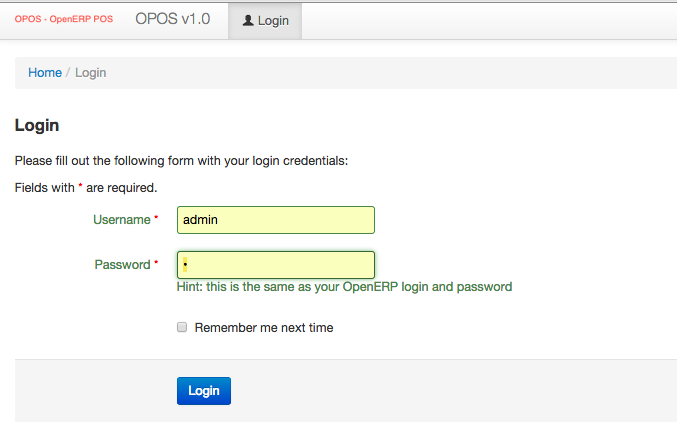 OPOS - OpenERP POS OPOS v1.0 Login
Home / Login
Login
Please fill out the following form with your login credentials:
Fields with * are required.
Username * admin
Password * •
Hint: this is the same as your OpenERP login and password
Remember me next time
Login